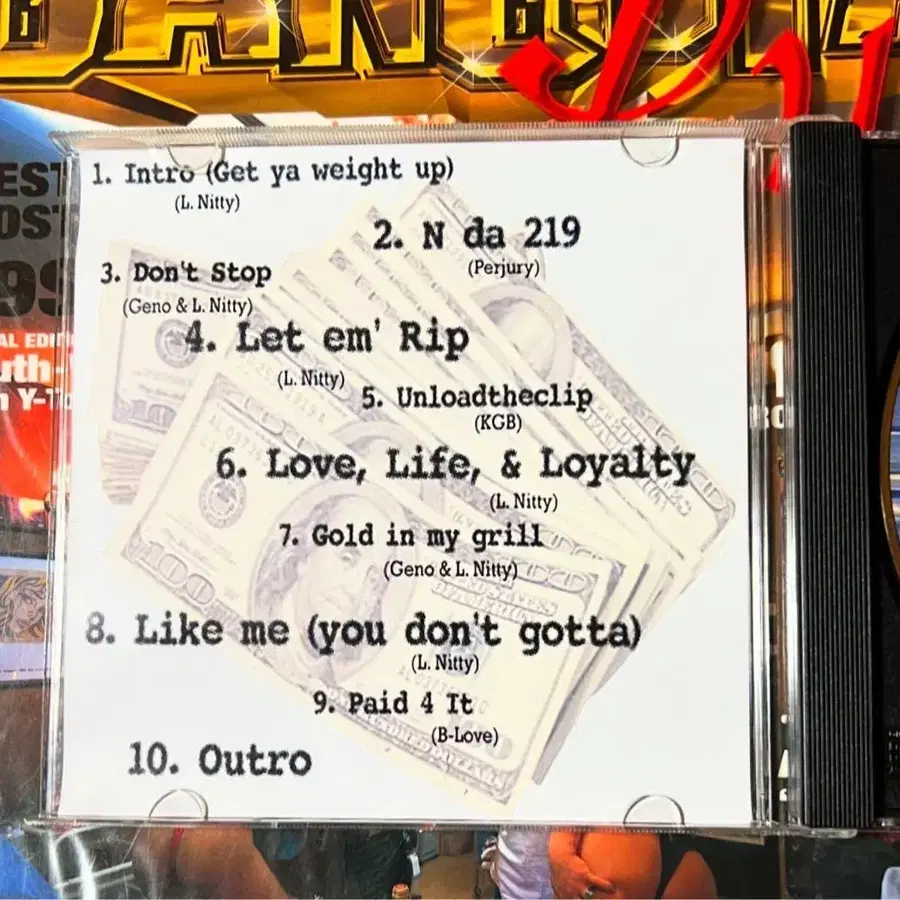 1. Intro (Get ya weight up)
(L. Nitty)
2. N da 219
(Perjury)
3. Don't Stop
(Geno & L. Nitty)
4. Let em' Rip
(L. Nitty)
5. Unloadtheclip
(KGB)
6. Love, Life, & Loyalty
(L. Nitty)
7. Gold in my grill
(Geno & L. Nitty)
8. Like me (you don't gotta)
(L. Nitty)
9. Paid 4 It
(B-Love)
10. Outro